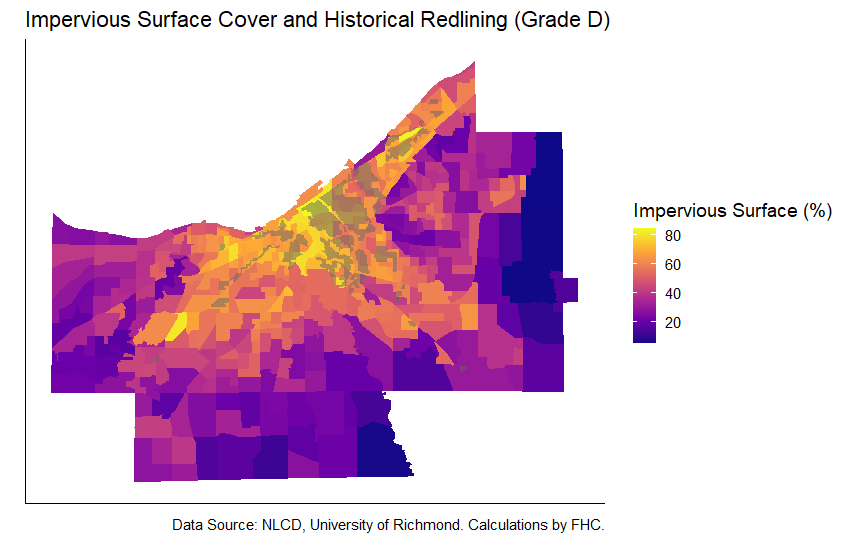 Impervious Surface Cover and Historical Redlining (Grade D)
Impervious Surface (%)
80
60
40
20
Data Source: NLCD, University of Richmond. Calculations by FHC.